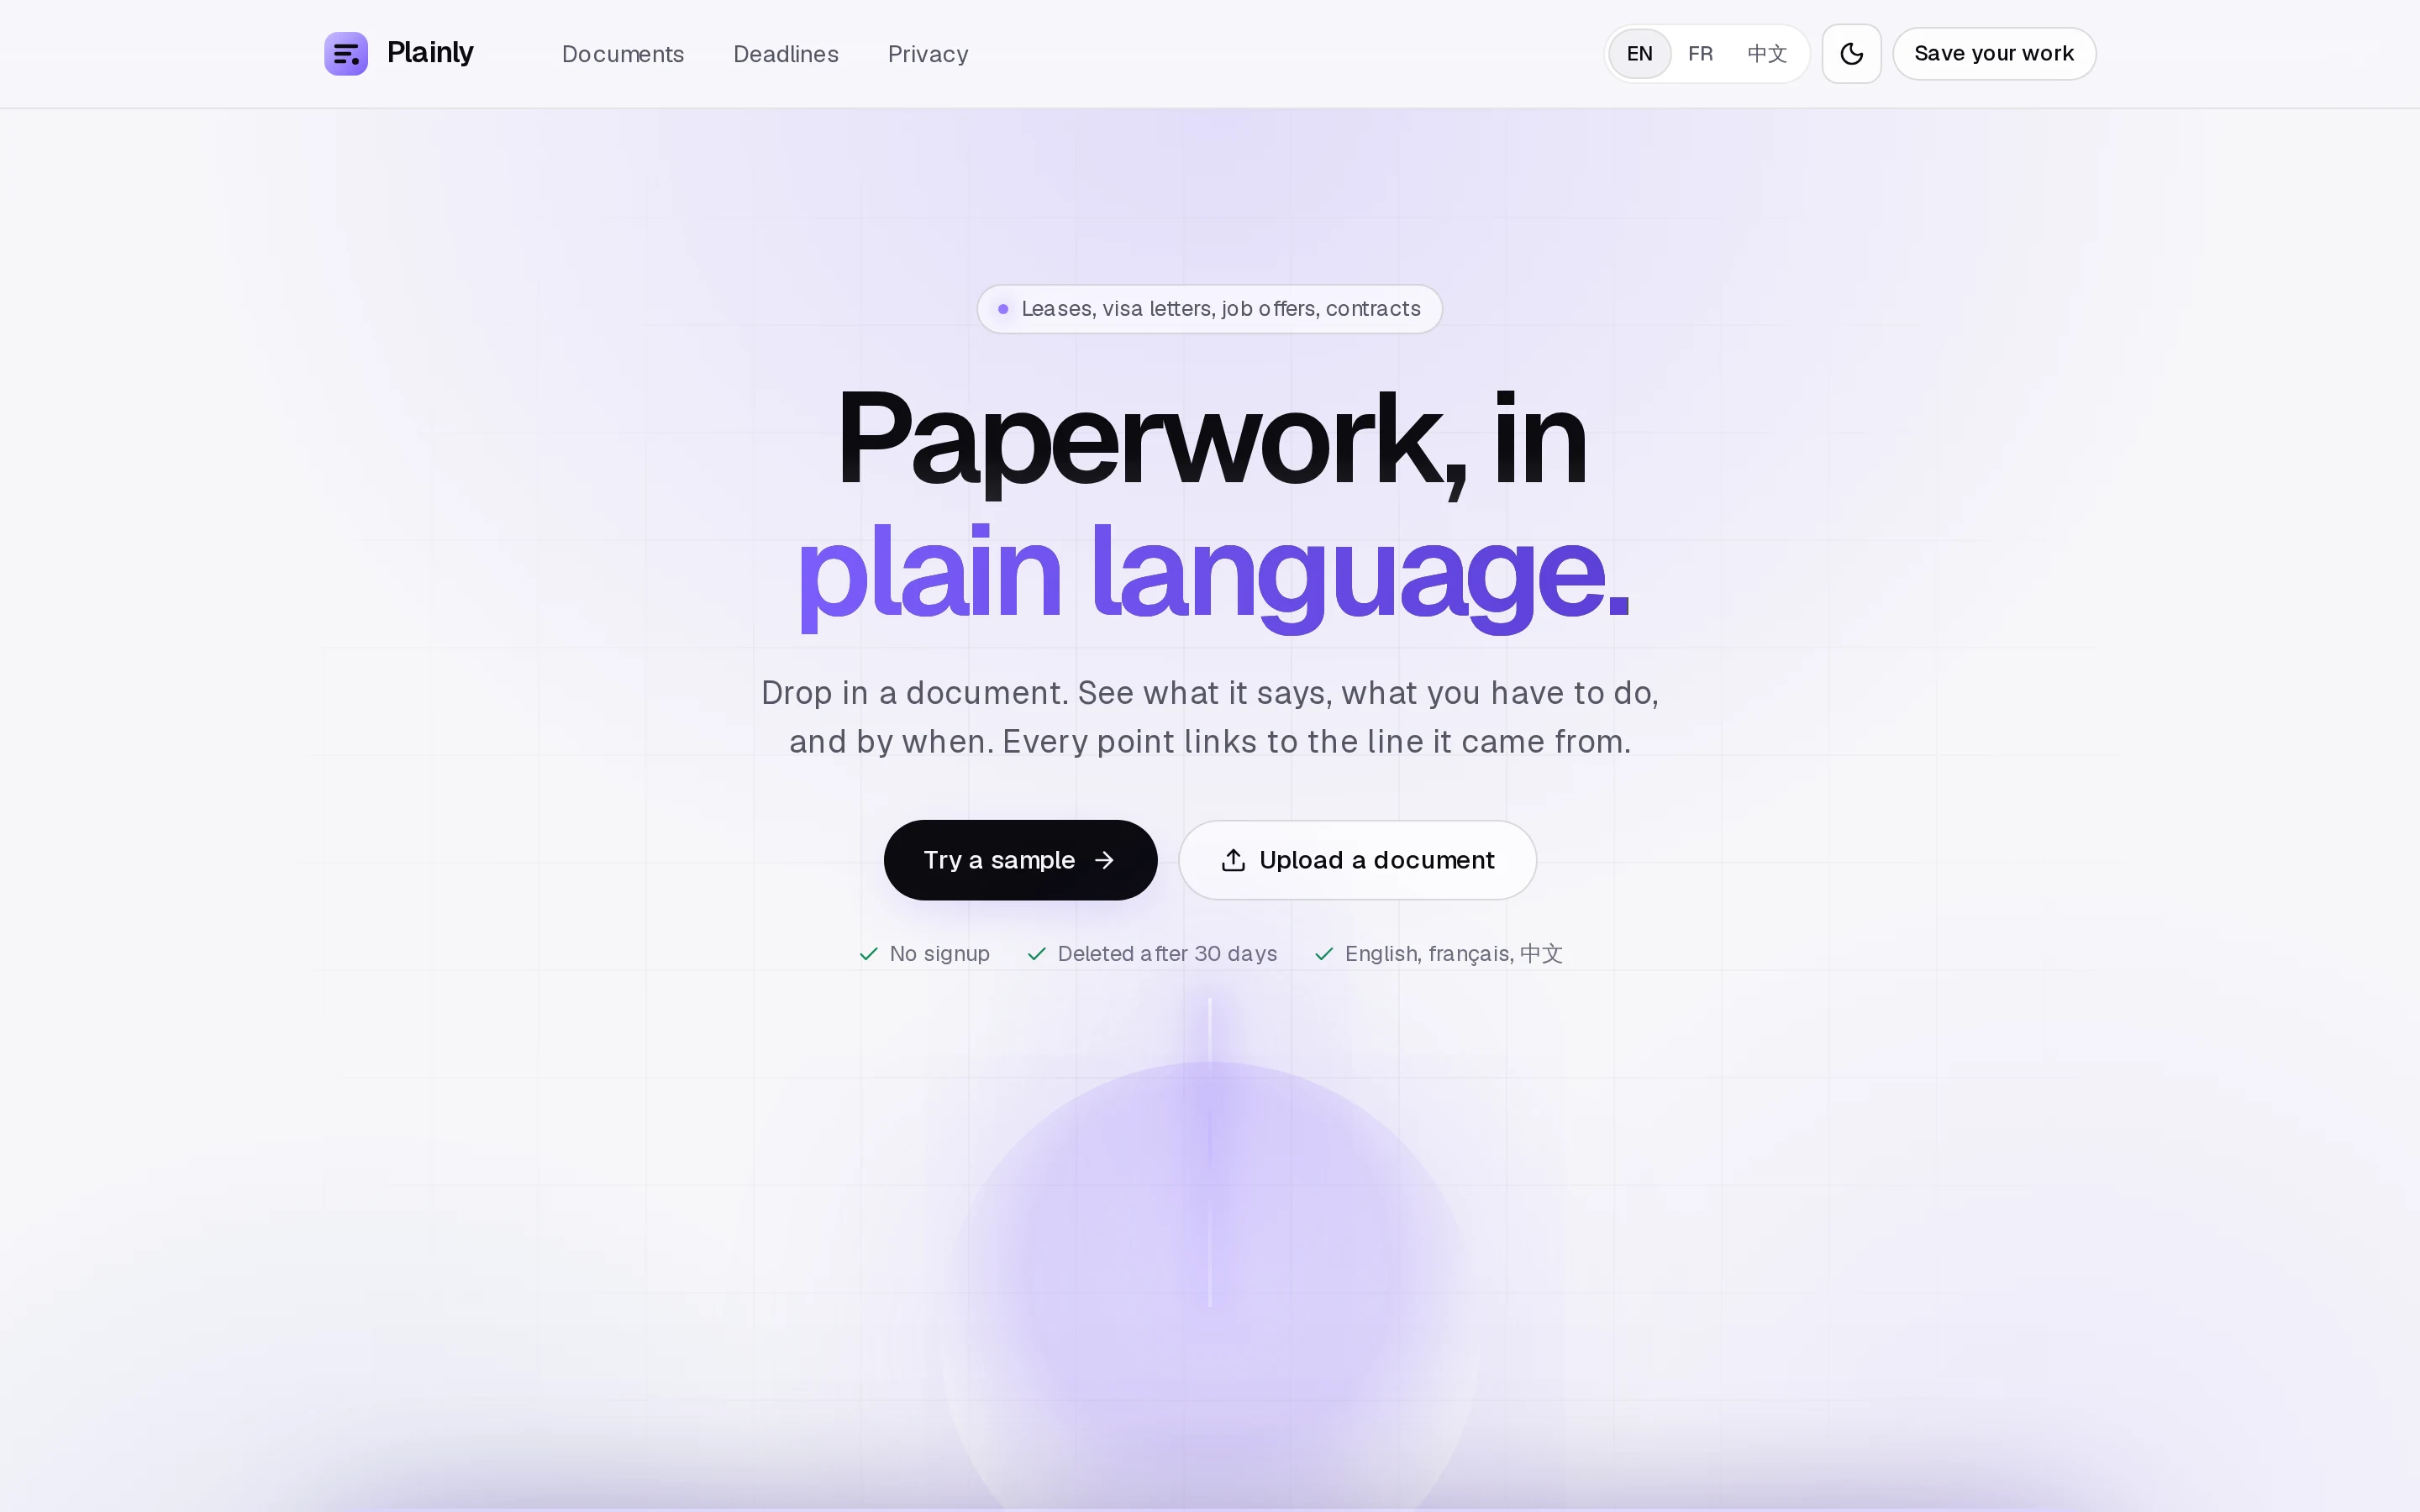 Plainly
Documents
Deadlines
Privacy
EN
FR
中文
Save your work
Leases, visa letters, job offers, contracts
Paperwork, in
plain language.
Drop in a document. See what it says, what you have to do,
and by when. Every point links to the line it came from.
Try a sample
Upload a document
No signup
Deleted after 30 days
English, français, 中文